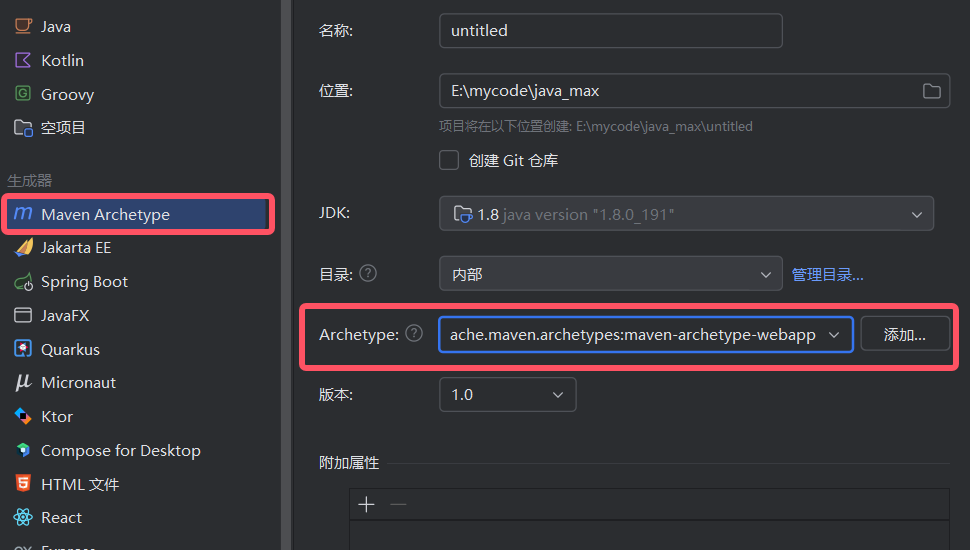 Java
Kotlin
Groovy
空项目
生成器
Maven Archetype
Jakarta EE
Spring Boot
JavaFX
Quarkus
Micronaut
Ktor
Compose for Desktop
HTML 文件
React
Express
名称:
untitled
位置:
E:\mycode\java_max
项目将在以下位置创建: E:\mycode\java_max\untitled
创建 Git 仓库
JDK:
1.8 java version "1.8.0_191"
目录:
内部
管理目录...
Archetype:
ache.maven.archetypes:maven-archetype-webapp
添加...
版本:
1.0
附加属性